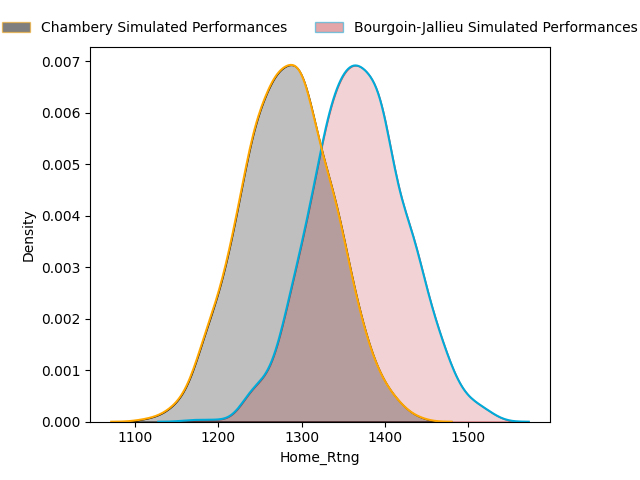 Chambery Simulated Performances
Bourgoin-Jallieu Simulated Performances
0.007
0.006
0.005
0.004
0.003
0.002
0.001
0.000
Density
1100 1200 1300 1400 1500
Home_Rtng